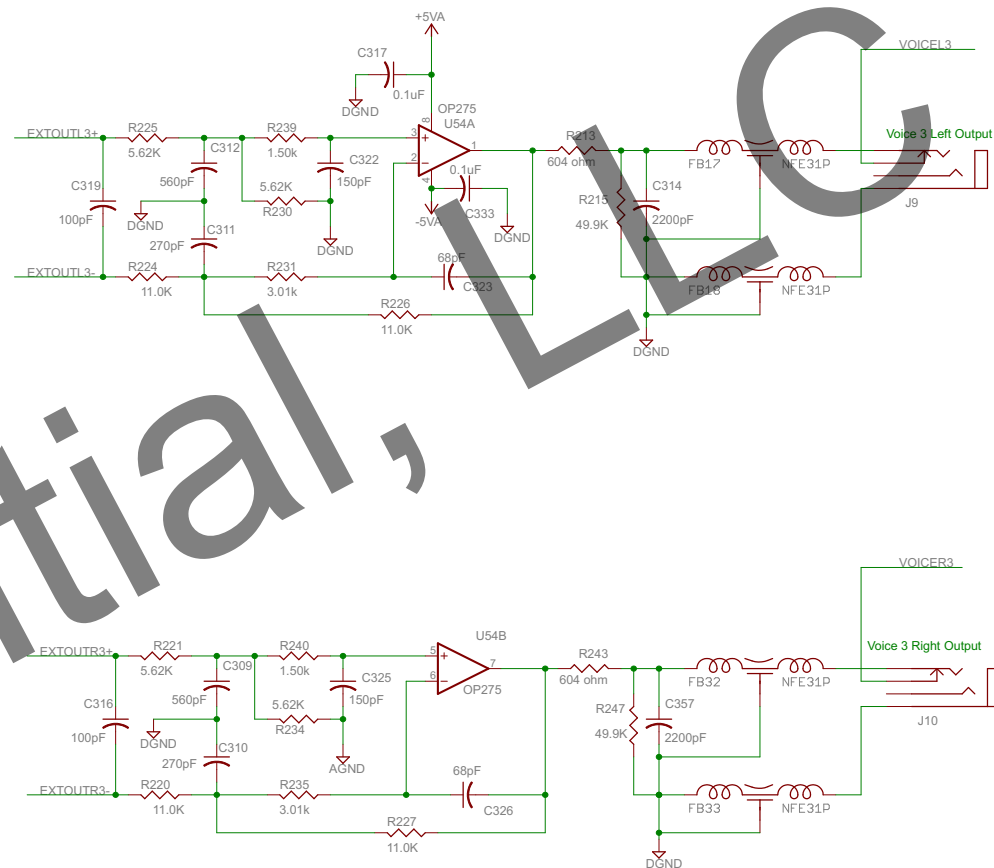 +5VA
VOICEL3
C317
0.1uF
DGND
OP275
U54A
8
EXTOUTL3+
R225
5.62K
C312
560pF
R239
1.50k
C322
150pF
3
+
2
−
1
4
0.1uF
C333
-5VA
DGND
R213
604 ohm
FB17
NFE31P
Voice 3 Left Output
J9
C319
100pF
DGND
5.62K
R230
DGND
R215
49.9K
C314
2200pF
270pF
C311
EXTOUTL3-
R224
11.0K
R231
3.01k
68pF
C323
FB18
NFE31P
R226
11.0K
DGND
tial, LLC
VOICER3
U54B
OP275
EXTOUTR3+
R221
5.62K
C309
560pF
R240
1.50k
C325
150pF
5
+
6
−
7
R243
604 ohm
FB32
NFE31P
Voice 3 Right Output
J10
C316
100pF
DGND
5.62K
R234
AGND
R247
49.9K
C357
2200pF
C310
270pF
EXTOUTR3-
R220
11.0K
R235
3.01k
68pF
C326
FB33
NFE31P
R227
11.0K
DGND